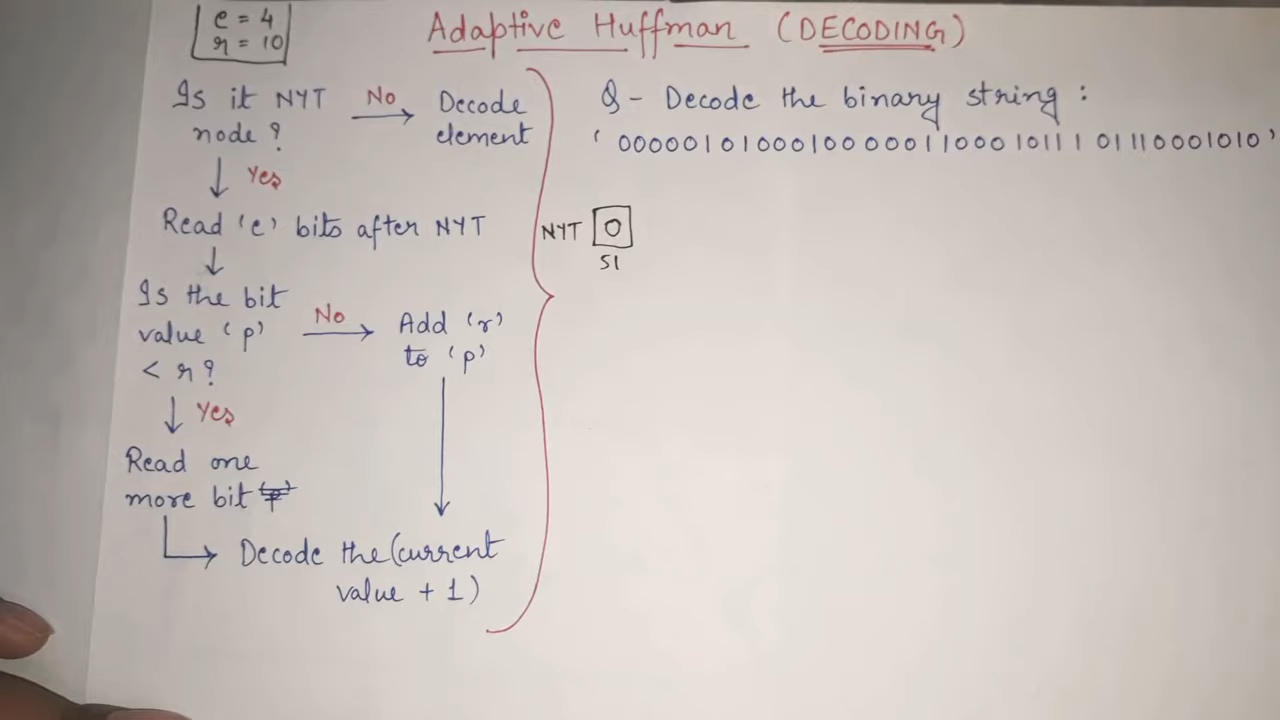 e = 4
r = 10
Adaptive Huffman (DECODING)
Is it NYT No Decode
node ? element
Yes
Read 'e' bits after NYT
Is the bit
value 'p' No Add 'r'
< r ? to 'p'
Yes
Read one
more bit
Decode the (current
value + 1)
Q - Decode the binary string :
' 00000101000100000110001011101110001010 '
NYT 0
51